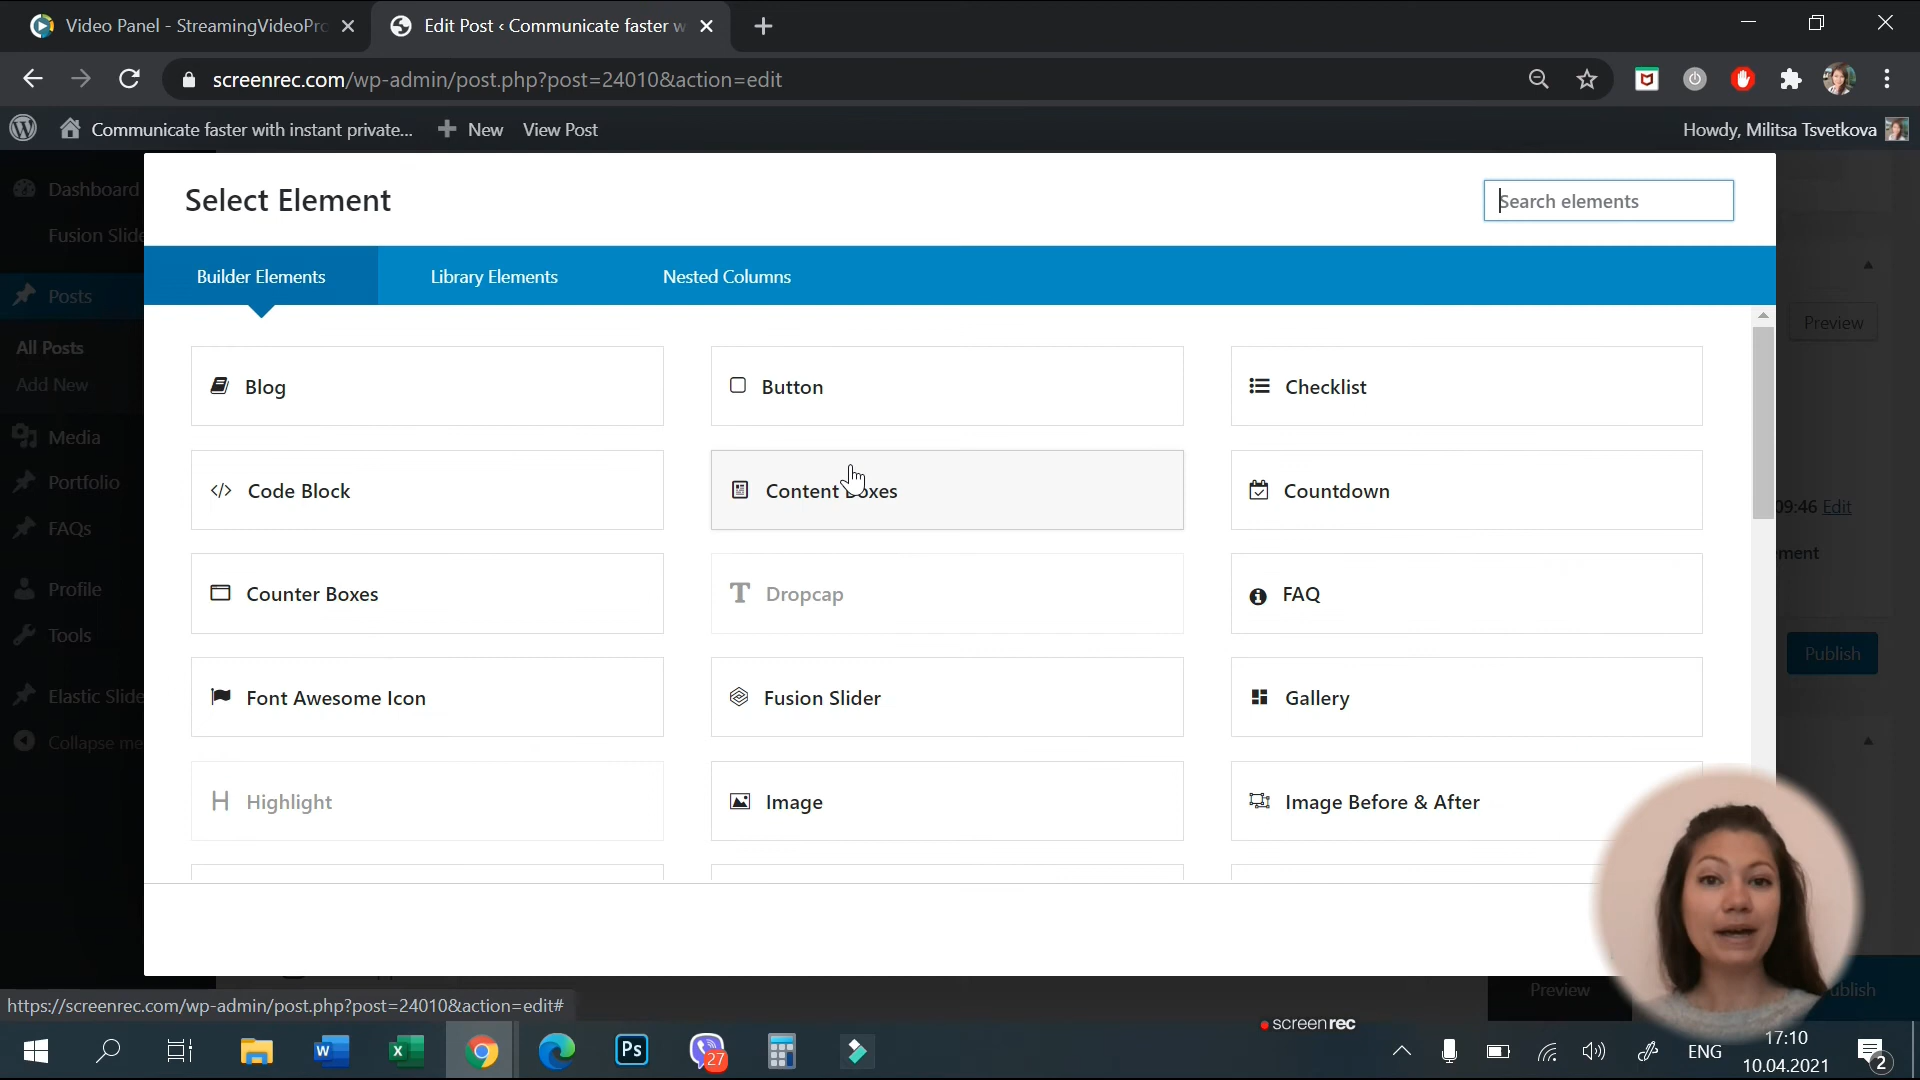 Video Panel - StreamingVideoPro
Edit Post ‹ Communicate faster w
screenrec.com/wp-admin/post.php?post=24010&action=edit
Communicate faster with instant private...
New
View Post
Howdy, Militsa Tsvetkova
Dashboard
Fusion Slide
Posts
All Posts
Add New
Media
Portfolio
FAQs
Profile
Tools
Elastic Slide
Collapse me
Select Element
Search elements
Builder Elements
Library Elements
Nested Columns
Blog
Button
Checklist
Code Block
Content Boxes
Countdown
Counter Boxes
Dropcap
FAQ
Font Awesome Icon
Fusion Slider
Gallery
Highlight
Image
Image Before & After
Preview
09:46 Edit
ment
Publish
Preview
ublish
https://screenrec.com/wp-admin/post.php?post=24010&action=edit#
screenrec
W
X
Ps
27
ENG
17:10
10.04.2021
2